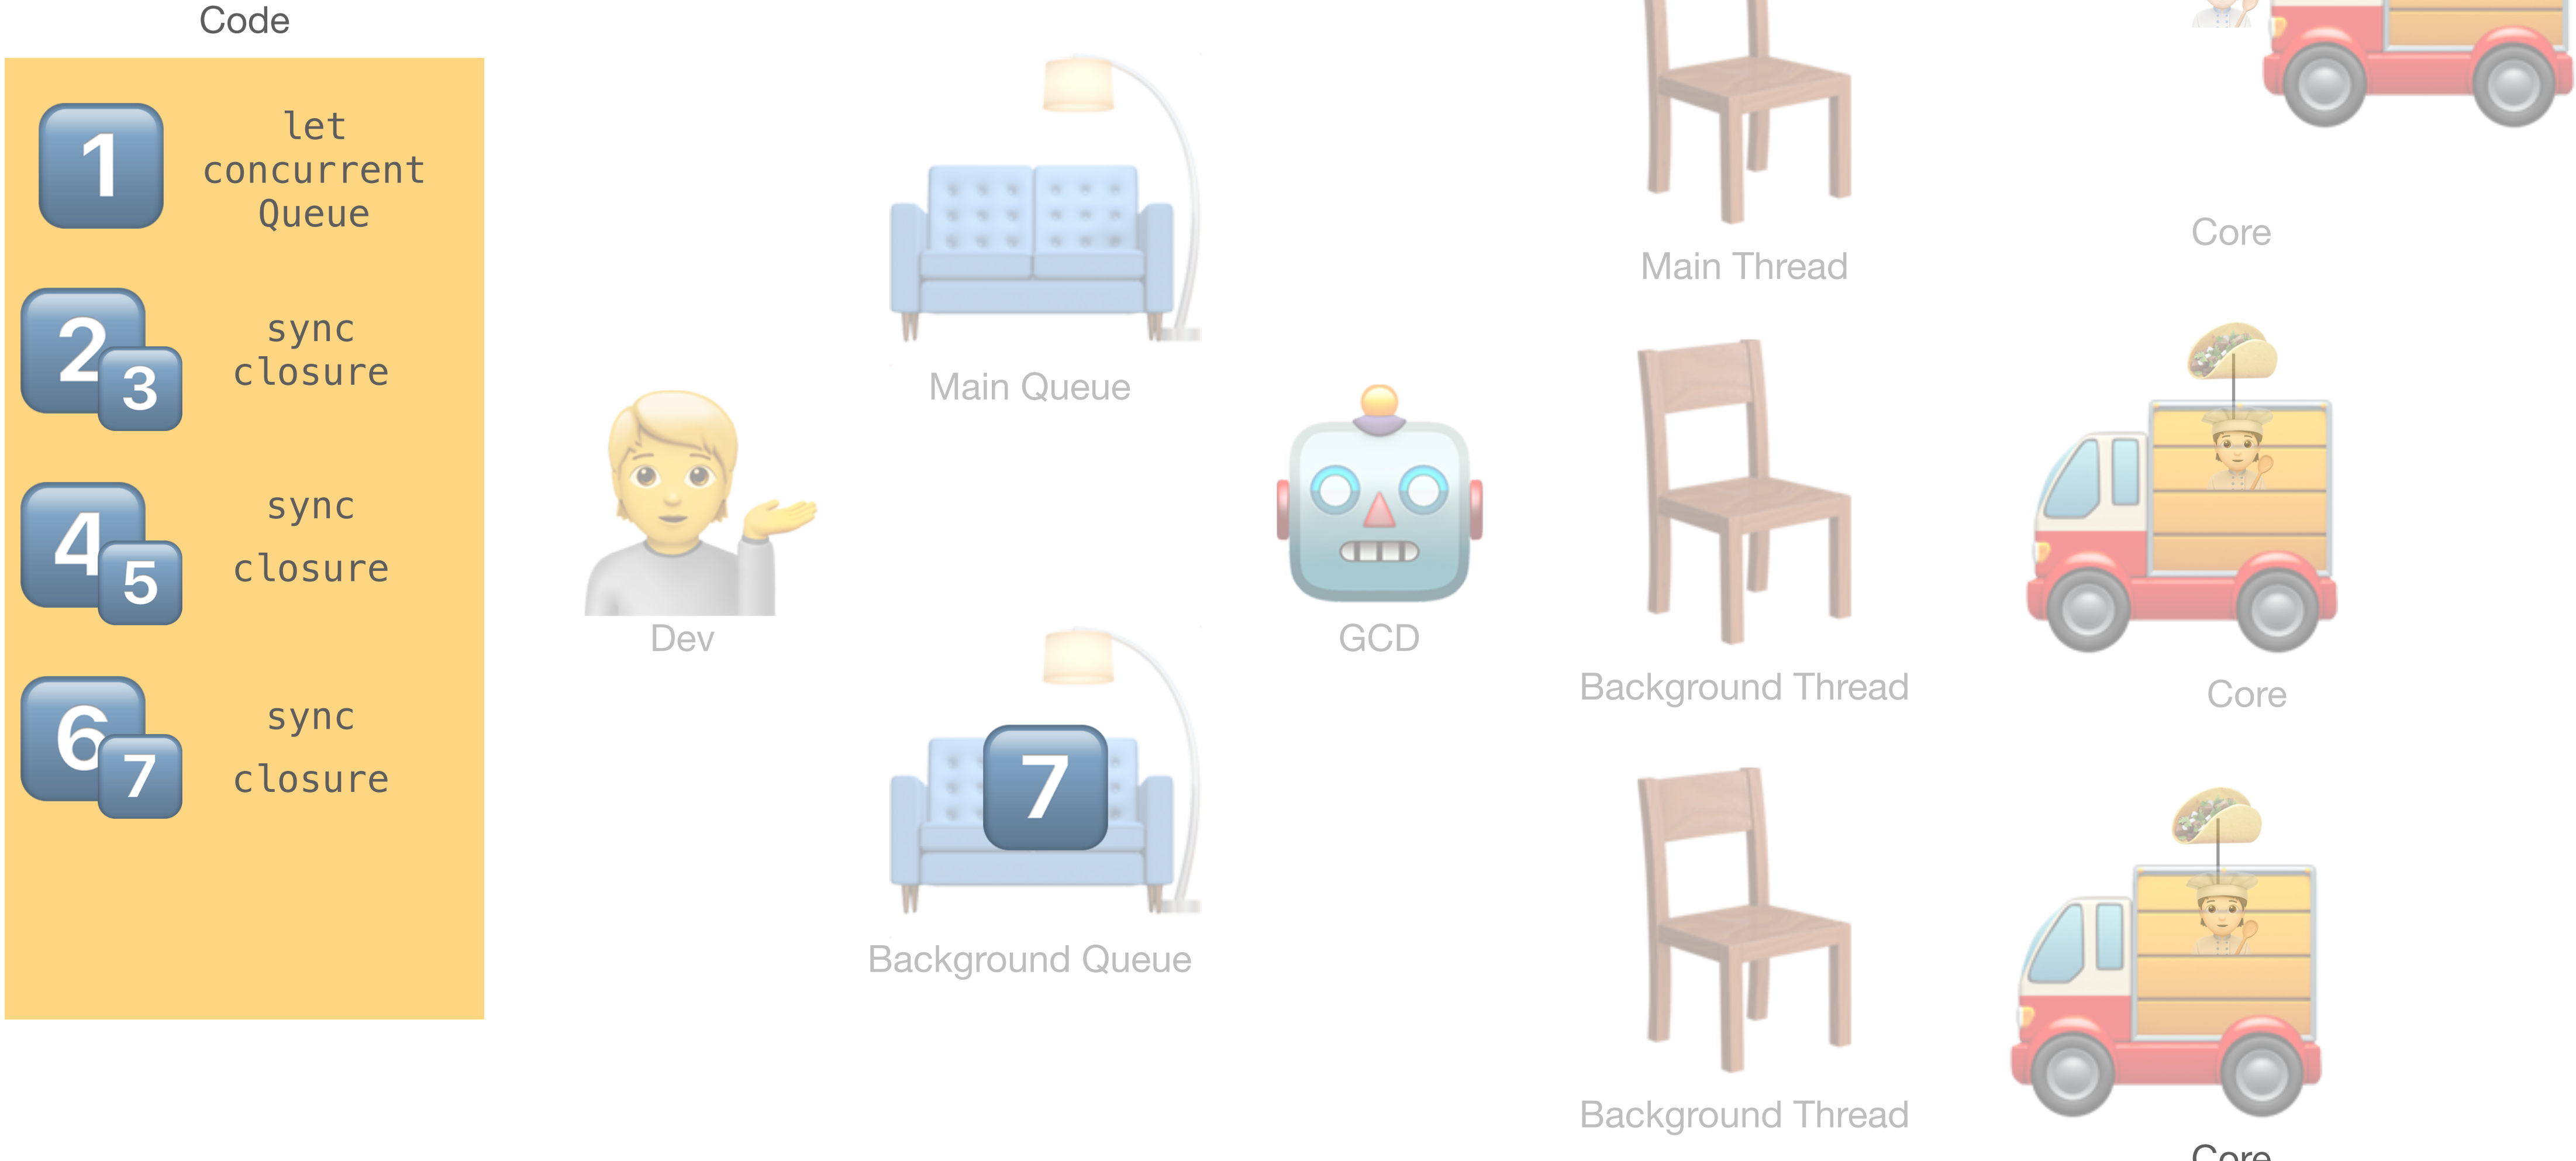 Code
1
let
concurrent
Queue
2
3
sync
closure
4
5
sync
closure
6
7
sync
closure
Dev
Main Queue
7
Background Queue
GCD
Main Thread
Background Thread
Background Thread
Core
Core
Core